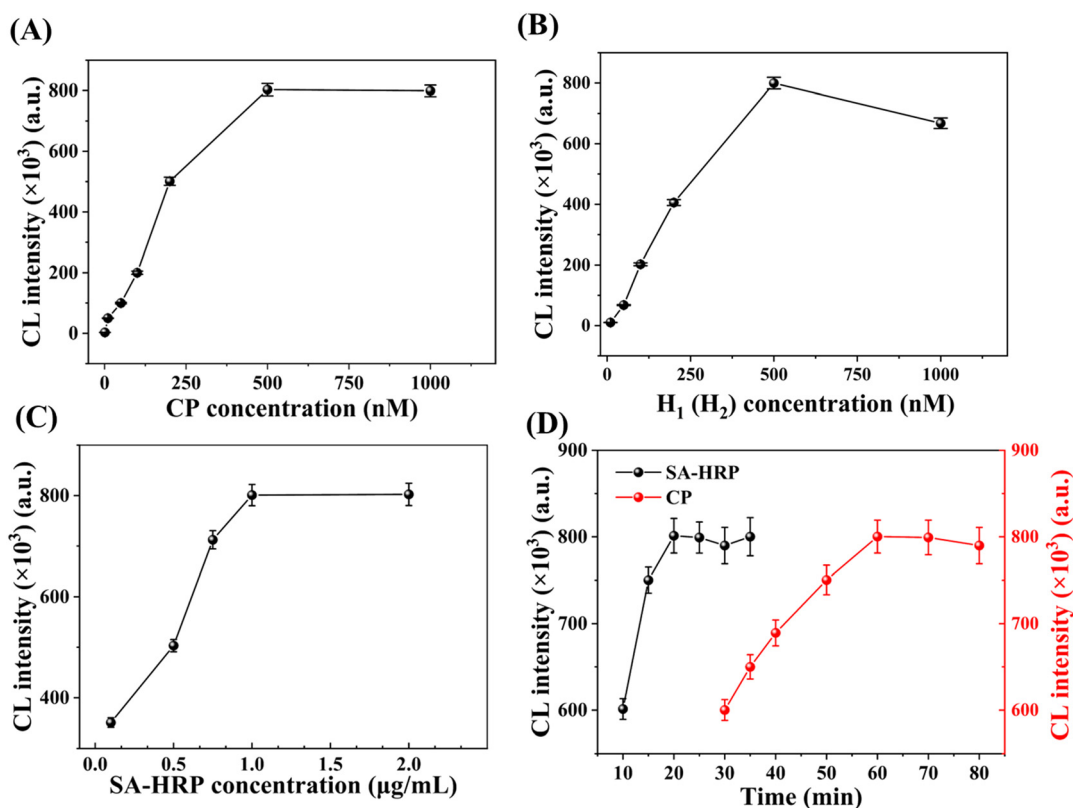 (A)
CL intensity (×10³) (a.u.)
800
600
400
200
0
0 250 500 750 1000
CP concentration (nM)
(B)
CL intensity (×10³) (a.u.)
800
600
400
200
0
0 250 500 750 1000
H₁ (H₂) concentration (nM)
(C)
CL intensity (×10³) (a.u.)
800
600
400
0.0 0.5 1.0 1.5 2.0
SA-HRP concentration (μg/mL)
(D)
CL intensity (×10³) (a.u.)
900
800
700
600
SA-HRP
CP
10 20 30 40 50 60 70 80
Time (min)
900
800
700
600
CL intensity (×10³) (a.u.)